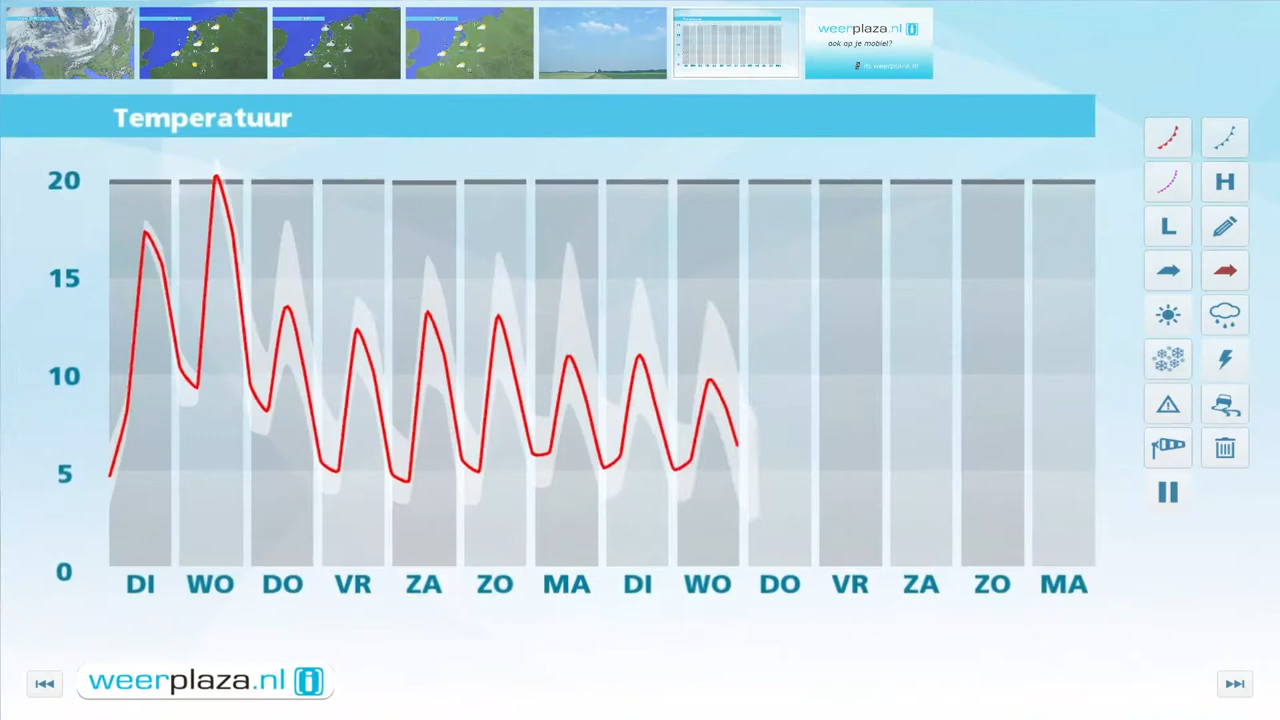 weerplaza.nl
ook op je mobiel?
Temperatuur
20
15
10
5
0
DI WO DO VR ZA ZO MA DI WO DO VR ZA ZO MA
H
L
weerplaza.nl